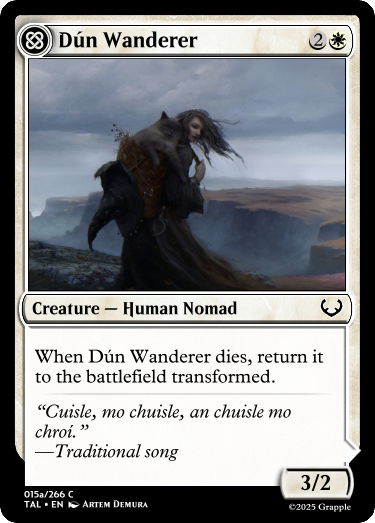 Dún Wanderer 2
Creature — Human Nomad
When Dún Wanderer dies, return it
to the battlefield transformed.
“Cuisle, mo chuisle, an chuisle mo
chroí.”
—Traditional song
3/2
015a/266 C
TAL • EN Artem Demura
©2025 Grapple